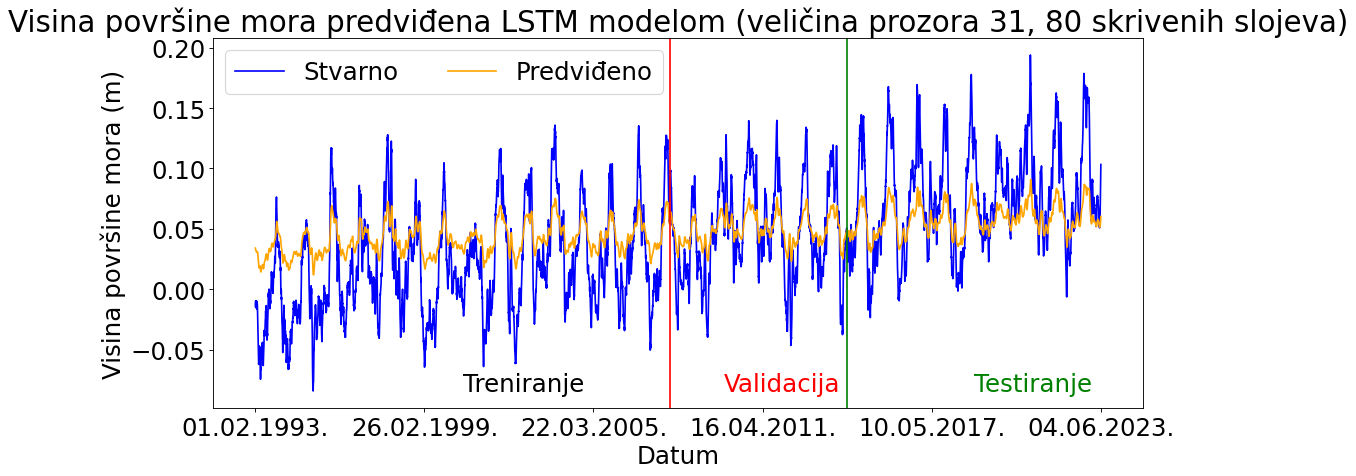 Visina površine mora predviđena LSTM modelom (veličina prozora 31, 80 skrivenih slojeva)
Stvarno
Predviđeno
Visina površine mora (m)
0.20
0.15
0.10
0.05
0.00
−0.05
Treniranje
Validacija
Testiranje
01.02.1993.
26.02.1999.
22.03.2005.
16.04.2011.
10.05.2017.
04.06.2023.
Datum